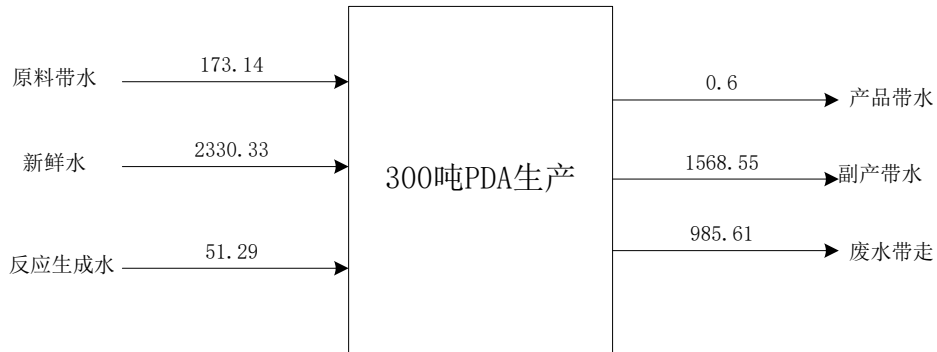 原料带水
173.14
新鲜水
2330.33
反应生成水
51.29
300吨PDA生产
0.6
产品带水
1568.55
副产带水
985.61
废水带走